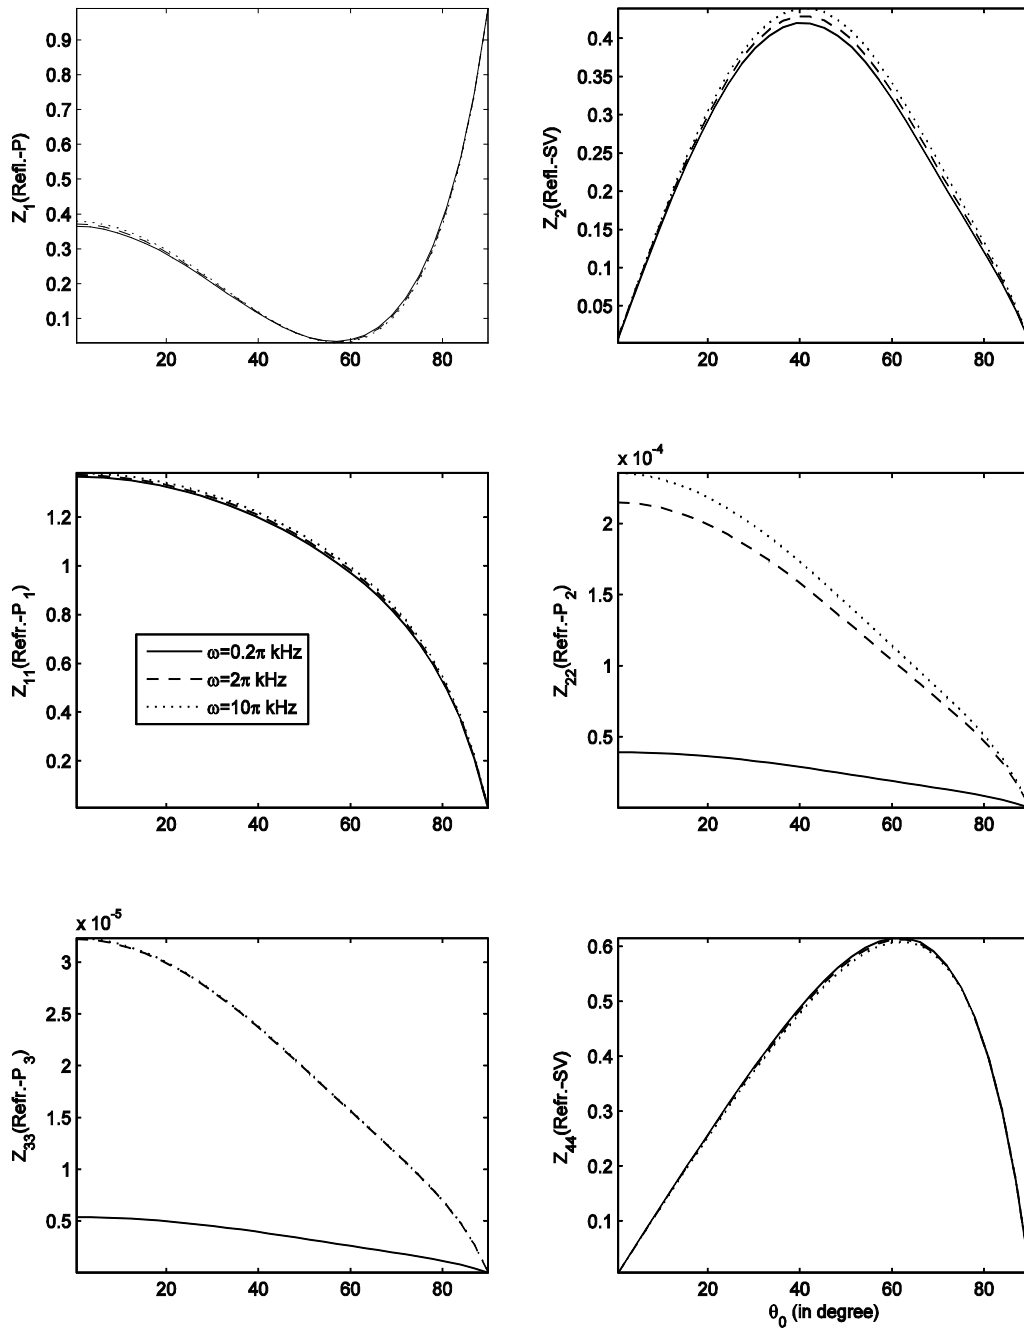 Z1(Refl.-P)
0.9
0.8
0.7
0.6
0.5
0.4
0.3
0.2
0.1
20 40 60 80
Z2(Refl.-SV)
0.4
0.35
0.3
0.25
0.2
0.15
0.1
0.05
20 40 60 80
Z11(Refr.-P1)
1.2
1
0.8
0.6
0.4
0.2
ω=0.2π kHz
ω=2π kHz
ω=10π kHz
20 40 60 80
x 10-4
Z22(Refr.-P2)
2
1.5
1
0.5
20 40 60 80
x 10-5
Z33(Refr.-P3)
3
2.5
2
1.5
1
0.5
20 40 60 80
Z44(Refr.-SV)
0.6
0.5
0.4
0.3
0.2
0.1
20 40 60 80
θ0 (in degree)